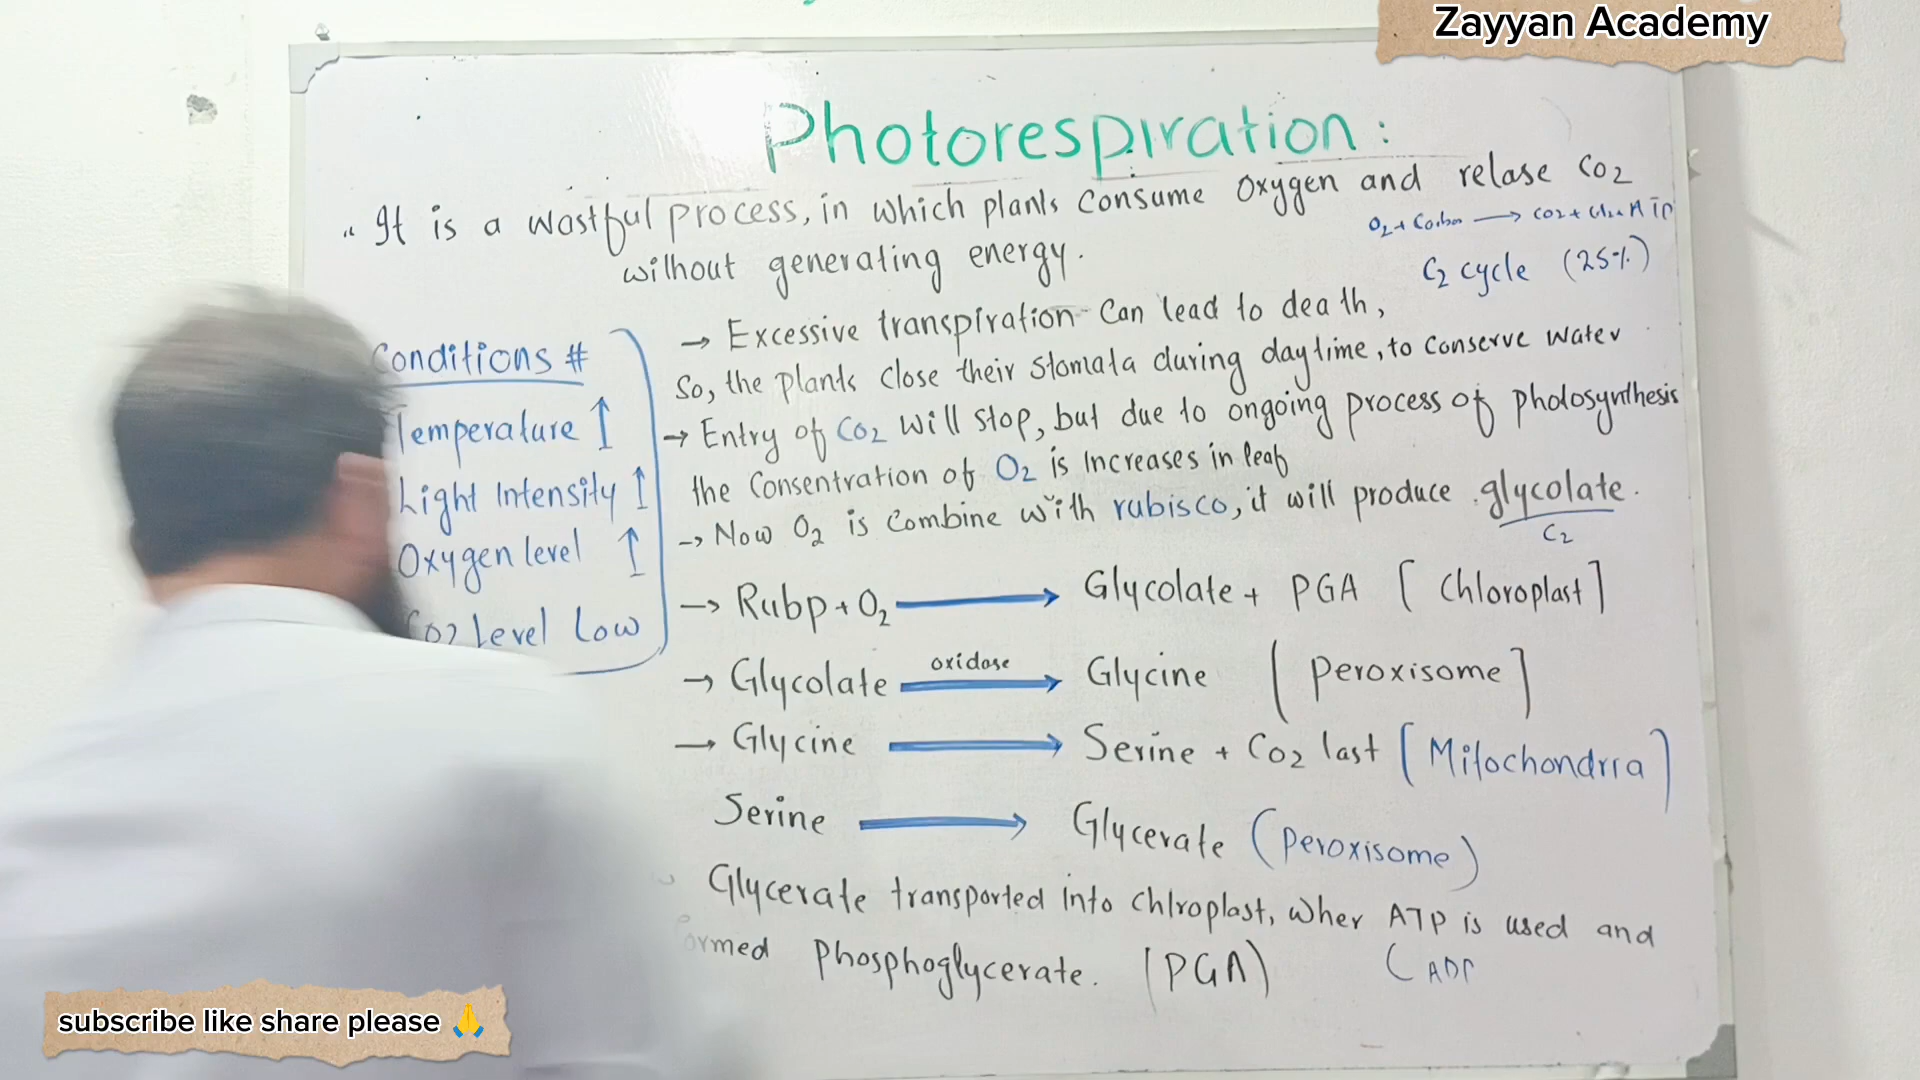 Zayyan Academy
Photorespiration:
" It is a wastful process, in which plants consume oxygen and relase CO2
without generating energy.
O2 + Carbon → CO2 +
C2 cycle (25%)
Conditions #
Temperature ↑
Light Intensity ↑
Oxygen level ↑
CO2 level Low
→ Excessive transpiration can lead to death,
So, the plants close their stomata during daytime, to conserve water
→ Entry of CO2 will stop, but due to ongoing process of photosynthesis
the consentration of O2 is increases in leaf
→ Now O2 is combine with rubisco, it will produce glycolate.
C2
→ Rubp + O2 → Glycolate + PGA [Chloroplast]
→ Glycolate oxidase → Glycine [Peroxisome]
→ Glycine → Serine + CO2 last [Mitochondria]
Serine → Glycerate (peroxisome)
Glycerate transported into chlroplast, wher ATP is used and
ormed phosphoglycerate. (PGA) (ADP
subscribe like share please 🙏